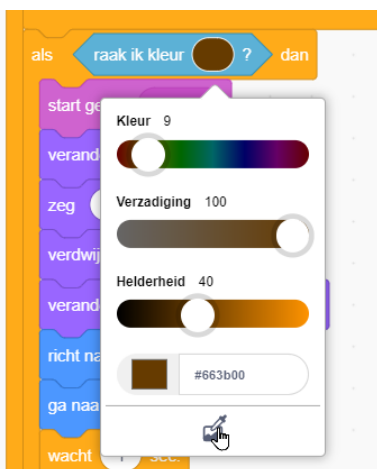 als raak ik kleur ? dan
start ge
Kleur 9
verand
Verzadiging 100
zeg
verdwij
Helderheid 40
verand
richt na
#663b00
ga naa
wacht 1 sec.